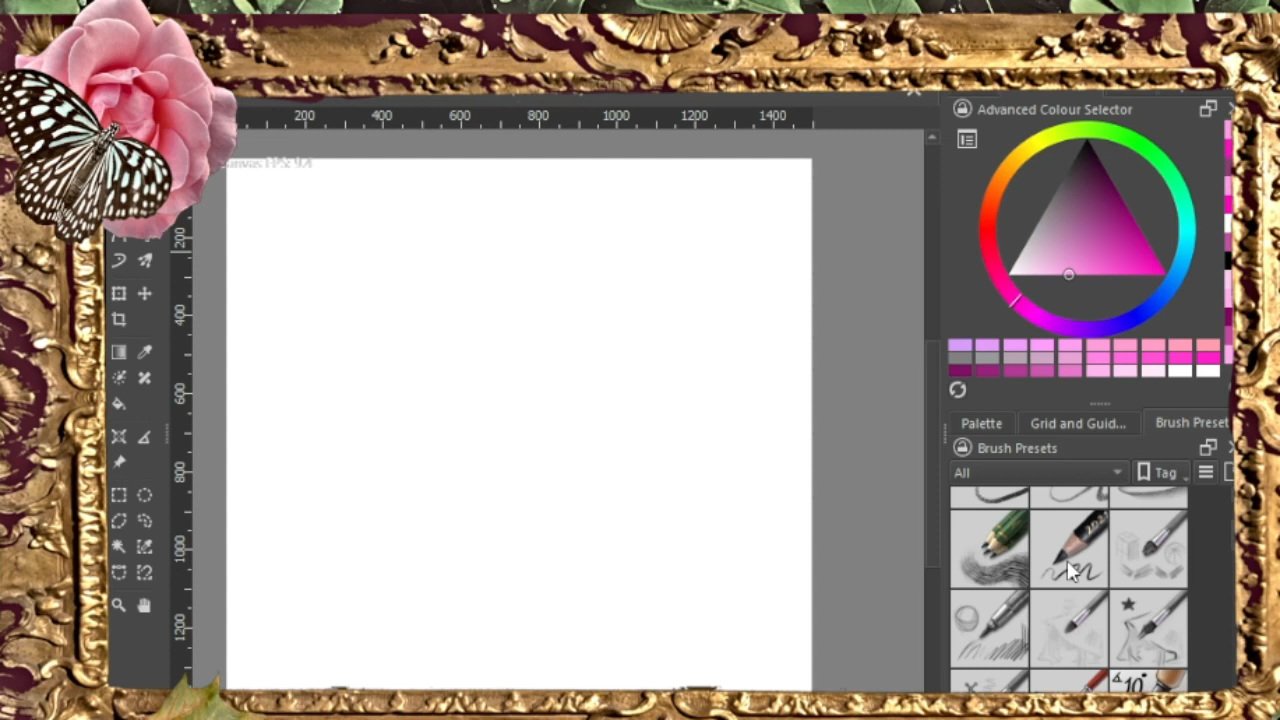 Advanced Colour Selector
200 400 600 800 1000 1200 1400
200
400
600
800
1000
1200
Palette Grid and Guid... Brush Preset
Brush Presets
All Tag
10